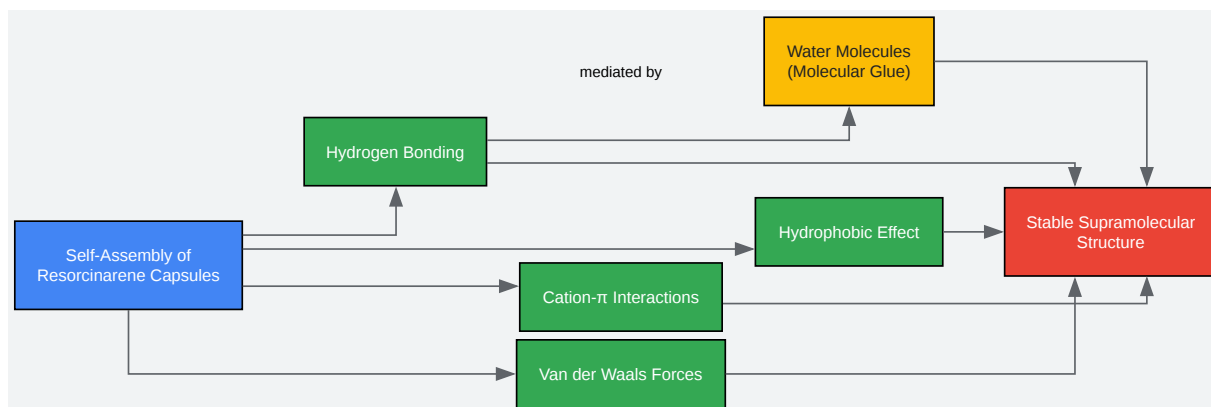 Water Molecules
(Molecular Glue)
mediated by
Hydrogen Bonding
Self-Assembly of
Resorcinarene Capsules
Hydrophobic Effect
Stable Supramolecular
Structure
Cation-π Interactions
Van der Waals Forces